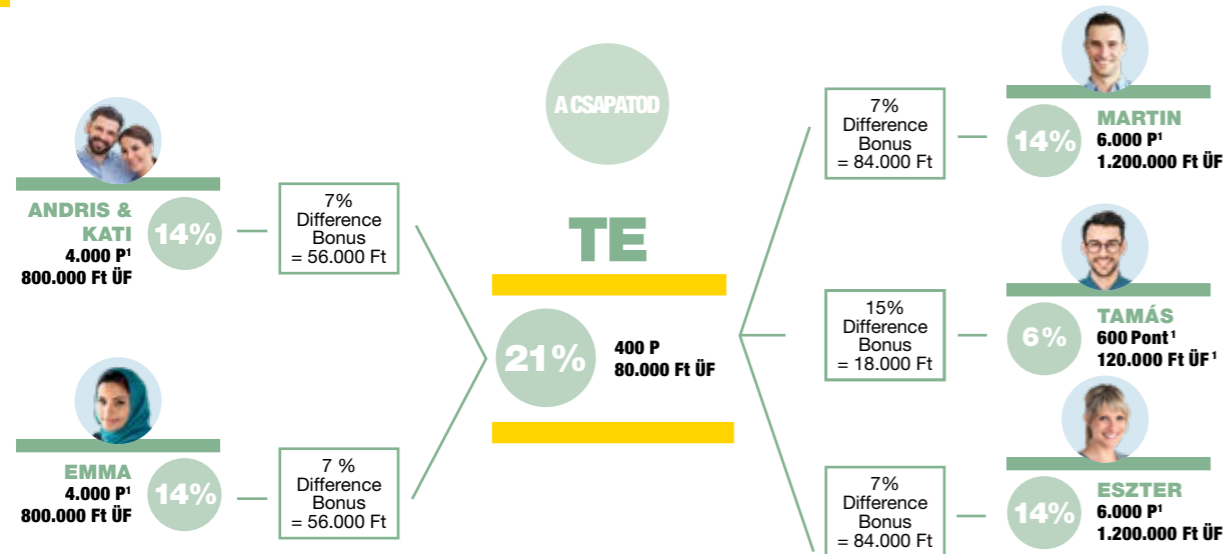 A CSAPATOD
TE
21%
400 P
80.000 Ft ÜF
ANDRIS &
KATI
4.000 P¹
800.000 Ft ÜF
14%
7%
Difference
Bonus
= 56.000 Ft
EMMA
4.000 P¹
800.000 Ft ÜF
14%
7 %
Difference
Bonus
= 56.000 Ft
7%
Difference
Bonus
= 84.000 Ft
14%
MARTIN
6.000 P¹
1.200.000 Ft ÜF
15%
Difference
Bonus
= 18.000 Ft
6%
TAMÁS
600 Pont¹
120.000 Ft ÜF¹
7%
Difference
Bonus
= 84.000 Ft
14%
ESZTER
6.000 P¹
1.200.000 Ft ÜF